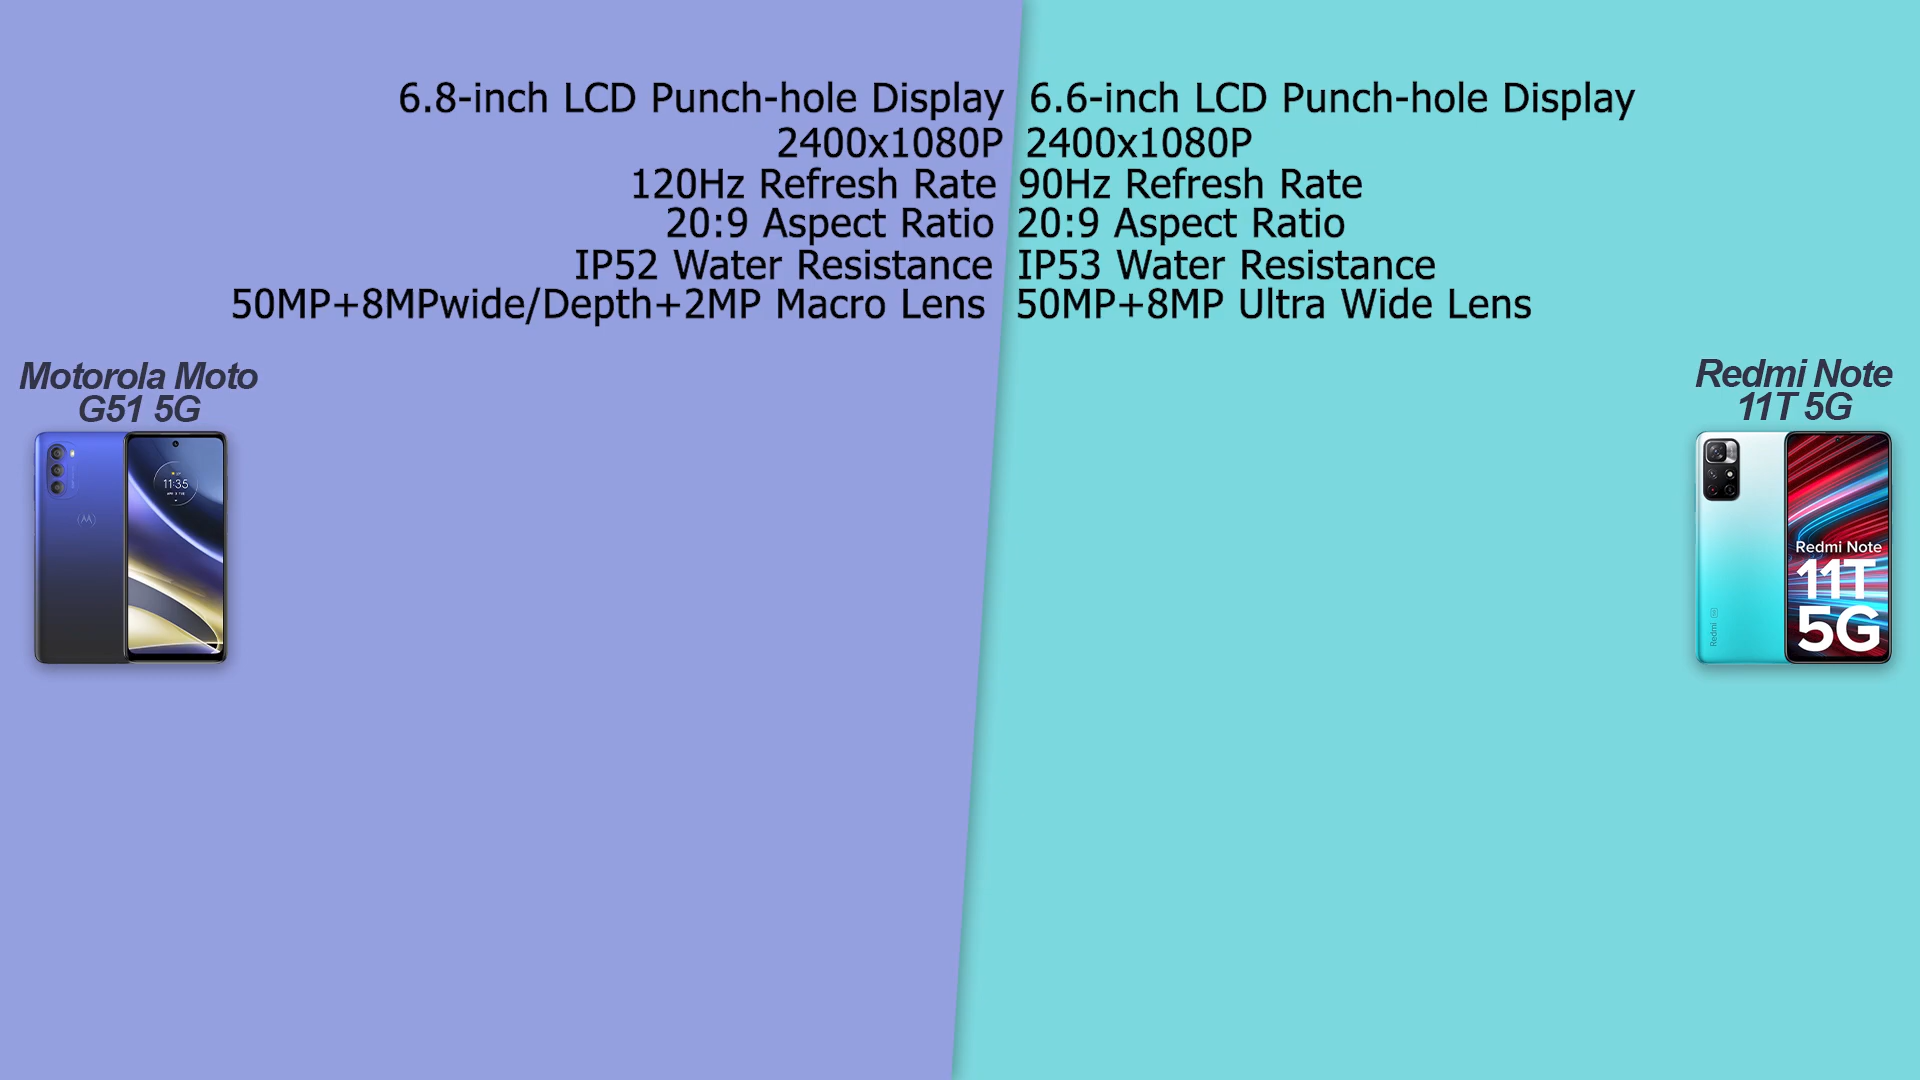 6.8-inch LCD Punch-hole Display
2400x1080P
120Hz Refresh Rate
20:9 Aspect Ratio
IP52 Water Resistance
50MP+8MPwide/Depth+2MP Macro Lens
Motorola Moto
G51 5G
11:35
6.6-inch LCD Punch-hole Display
2400x1080P
90Hz Refresh Rate
20:9 Aspect Ratio
IP53 Water Resistance
50MP+8MP Ultra Wide Lens
Redmi Note
11T 5G
Redmi
Redmi Note
11T
5G